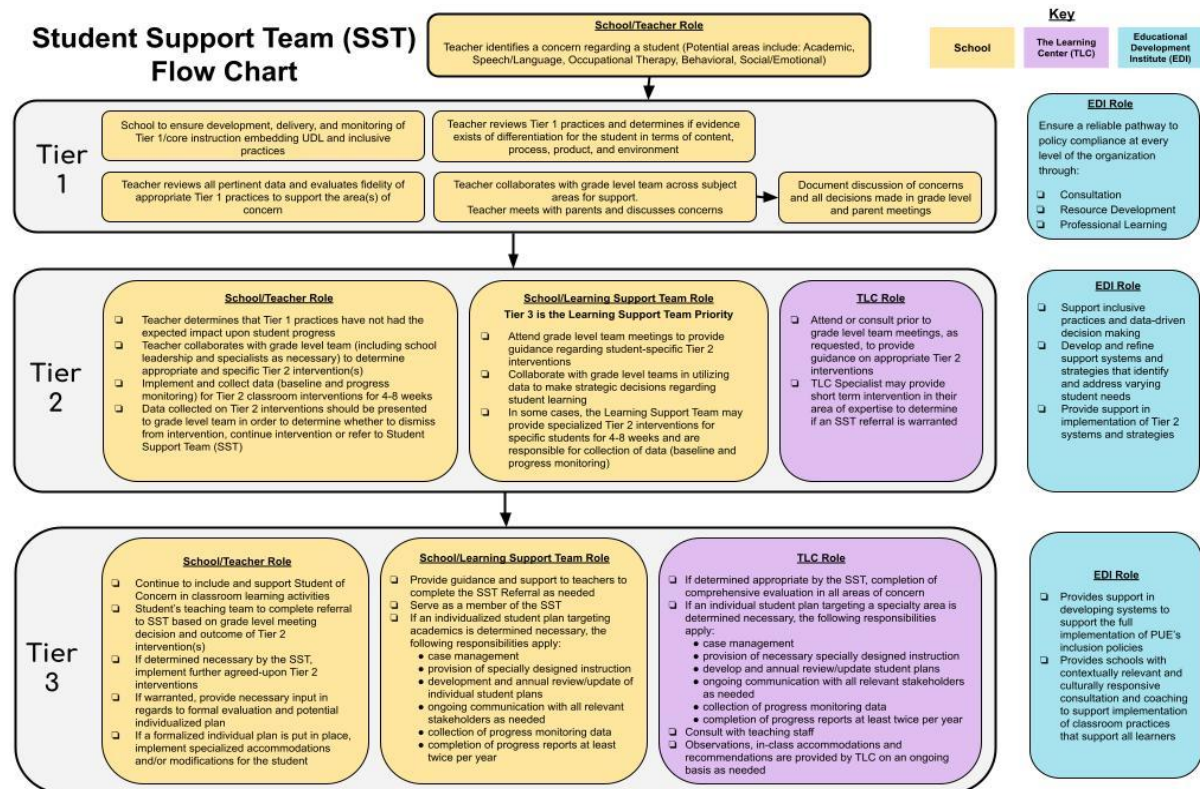 Student Support Team (SST)
Flow Chart
School/Teacher Role
Teacher identifies a concern regarding a student (Potential areas include: Academic,
Speech/Language, Occupational Therapy, Behavioral, Social/Emotional)
Key
School
The Learning
Center (TLC)
Educational
Development
Institute (EDI)
Tier
1
School to ensure development, delivery, and monitoring of
Tier 1/core instruction embedding UDL and inclusive
practices
Teacher reviews Tier 1 practices and determines if evidence
exists of differentiation for the student in terms of content,
process, product, and environment
Teacher reviews all pertinent data and evaluates fidelity of
appropriate Tier 1 practices to support the area(s) of
concern
Teacher collaborates with grade level team across subject
areas for support.
Teacher meets with parents and discusses concerns
Document discussion of concerns
and all decisions made in grade level
and parent meetings
EDI Role
Ensure a reliable pathway to
policy compliance at every
level of the organization
through:
❏ Consultation
❏ Resource Development
❏ Professional Learning
Tier
2
School/Teacher Role
❏ Teacher determines that Tier 1 practices have not had the
expected impact upon student progress
❏ Teacher collaborates with grade level team (including school
leadership and specialists as necessary) to determine
appropriate and specific Tier 2 intervention(s)
❏ Implement and collect data (baseline and progress
monitoring) for Tier 2 classroom interventions for 4-8 weeks
❏ Data collected on Tier 2 interventions should be presented
to grade level team in order to determine whether to dismiss
from intervention, continue intervention or refer to Student
Support Team (SST)
School/Learning Support Team Role
Tier 3 is the Learning Support Team Priority
❏ Attend grade level team meetings to provide
guidance regarding student-specific Tier 2
interventions
❏ Collaborate with grade level teams in utilizing
data to make strategic decisions regarding
student learning
❏ In some cases, the Learning Support Team may
provide specialized Tier 2 interventions for
specific students for 4-8 weeks and are
responsible for collection of data (baseline and
progress monitoring)
TLC Role
❏ Attend or consult prior to
grade level team meetings, as
requested, to provide
guidance on appropriate Tier 2
interventions
❏ TLC Specialist may provide
short term intervention in their
area of expertise to determine
if an SST referral is warranted
EDI Role
❏ Support inclusive
practices and data-driven
decision making
❏ Develop and refine
support systems and
strategies that identify
and address varying
student needs
❏ Provide support in
implementation of Tier 2
systems and strategies
Tier
3
School/Teacher Role
❏ Continue to include and support Student of
Concern in classroom learning activities
❏ Student's teaching team to complete referral
to SST based on grade level meeting
decision and outcome of Tier 2
intervention(s)
❏ If determined necessary by the SST,
implement further agreed-upon Tier 2
interventions
❏ If warranted, provide necessary input in
regards to formal evaluation and potential
individualized plan
❏ If a formalized individual plan is put in place,
implement specialized accommodations
and/or modifications for the student
School/Learning Support Team Role
❏ Provide guidance and support to teachers to
complete the SST Referral as needed
❏ Serve as a member of the SST
❏ If an individualized student plan targeting
academics is determined necessary, the
following responsibilities apply:
● case management
● provision of specially designed instruction
● development and annual review/update of
individual student plans
● ongoing communication with all relevant
stakeholders as needed
● collection of progress monitoring data
● completion of progress reports at least
twice per year
TLC Role
❏ If determined appropriate by the SST, completion of
comprehensive evaluation in all areas of concern
❏ If an individual student plan targeting a specialty area is
determined necessary, the following responsibilities
apply:
● case management
● provision of necessary specially designed instruction
● develop and annual review/update student plans
● ongoing communication with all relevant stakeholders
as needed
● collection of progress monitoring data
● completion of progress reports at least twice per year
❏ Consult with teaching staff
❏ Observations, in-class accommodations and
recommendations are provided by TLC on an ongoing
basis as needed
EDI Role
❏ Provides support in
developing systems to
support the full
implementation of PUE's
inclusion policies
❏ Provides schools with
contextually relevant and
culturally responsive
consultation and coaching
to support implementation
of classroom practices
that support all learners